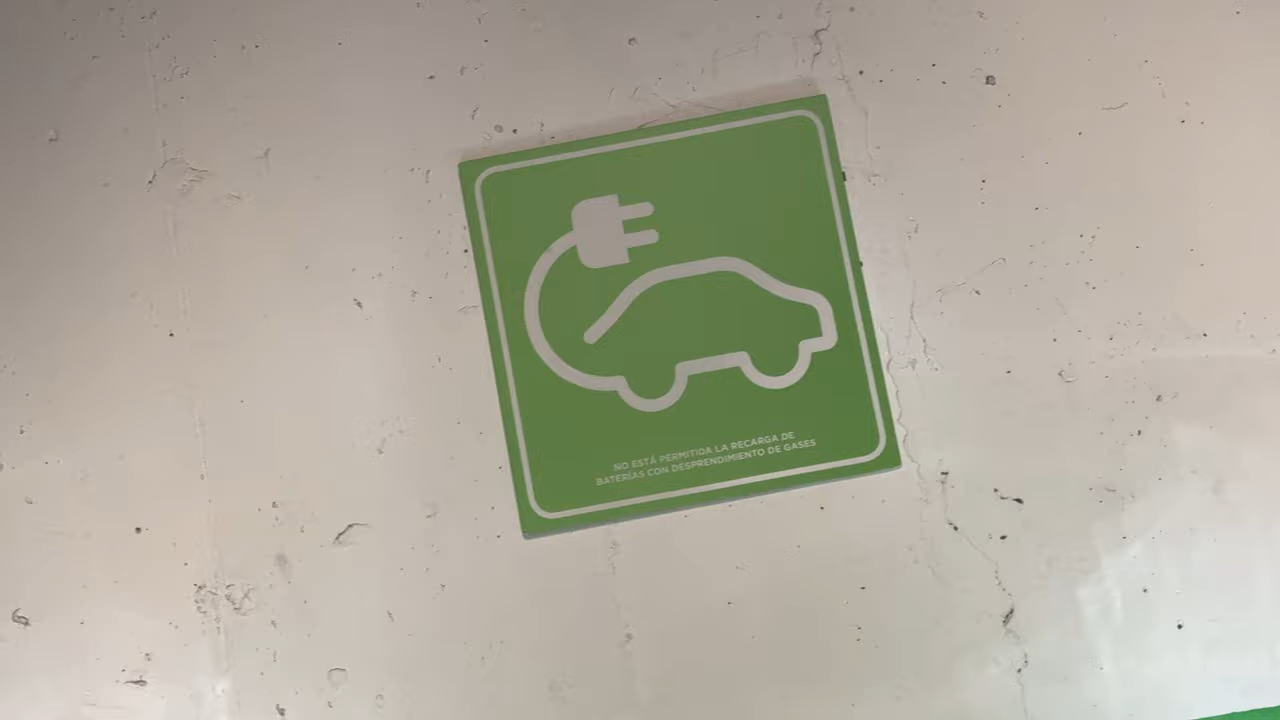 NO ESTÁ PERMITIDA LA RECARGA DE
BATERÍAS CON DESPRENDIMIENTO DE GASES